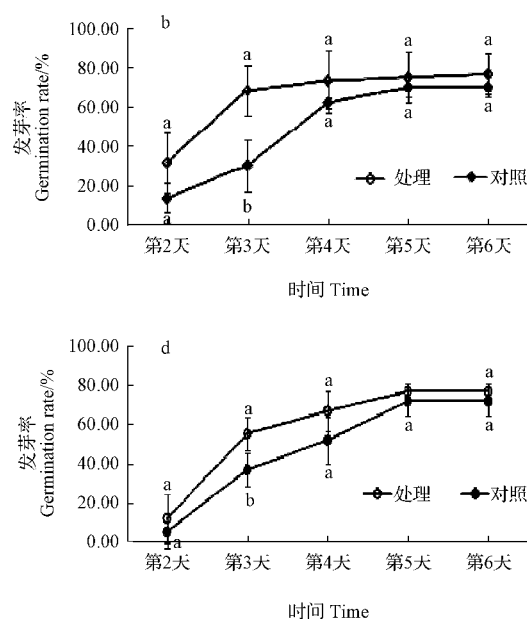 b
100.00
80.00
60.00
40.00
20.00
0.00
发芽率
Germination rate/%
a a a a a
a b a a a
处理 对照
第2天 第3天 第4天 第5天 第6天
时间 Time
d
100.00
80.00
60.00
40.00
20.00
0.00
发芽率
Germination rate/%
a a a a
a b a a a
处理 对照
第2天 第3天 第4天 第5天 第6天
时间 Time